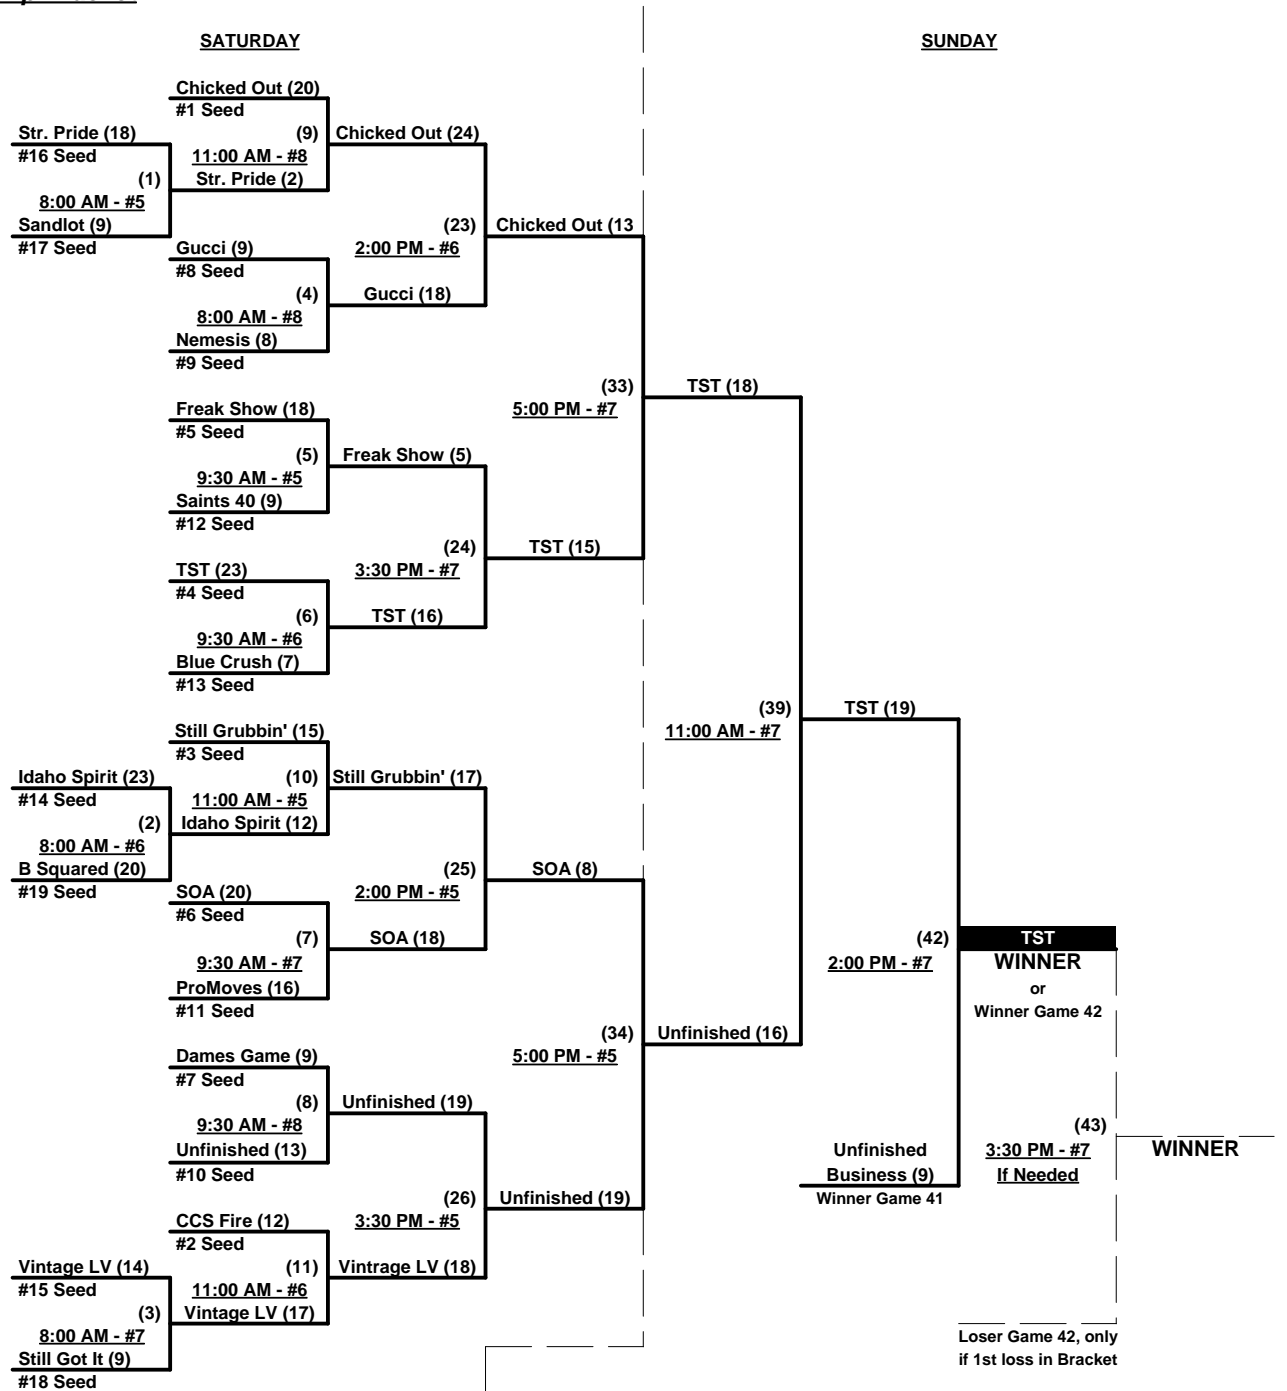 SATURDAY
SUNDAY
Chicked Out (20)
#1 Seed
Str. Pride (18)
(9)
Chicked Out (24)
#16 Seed
11:00 AM - #8
(1)
Str. Pride (2)
8:00 AM - #5
Sandlot (9)
(23)
Chicked Out (13
#17 Seed
Gucci (9)
2:00 PM - #6
#8 Seed
(4)
Gucci (18)
8:00 AM - #8
Nemesis (8)
#9 Seed
(33)
TST (18)
Freak Show (18)
5:00 PM - #7
#5 Seed
(5)
Freak Show (5)
9:30 AM - #5
Saints 40 (9)
#12 Seed
(24)
TST (15)
TST (23)
3:30 PM - #7
#4 Seed
(6)
TST (16)
9:30 AM - #6
Blue Crush (7)
#13 Seed
(39)
TST (19)
Still Grubbin' (15)
11:00 AM - #7
#3 Seed
Idaho Spirit (23)
(10)
Still Grubbin' (17)
#14 Seed
11:00 AM - #5
(2)
Idaho Spirit (12)
8:00 AM - #6
B Squared (20)
(25)
SOA (8)
#19 Seed
SOA (20)
2:00 PM - #5
#6 Seed
(7)
SOA (18)
(42)
TST
9:30 AM - #7
2:00 PM - #7
WINNER
ProMoves (16)
or
#11 Seed
Winner Game 42
(34)
Unfinished (16)
Dames Game (9)
5:00 PM - #5
#7 Seed
(8)
Unfinished (19)
9:30 AM - #8
(43)
Unfinished (13)
Unfinished
3:30 PM - #7
WINNER
#10 Seed
Business (9)
If Needed
(26)
Unfinished (19)
Winner Game 41
CCS Fire (12)
3:30 PM - #5
#2 Seed
Vintage LV (14)
(11)
Vintrage LV (18)
#15 Seed
11:00 AM - #6
(3)
Vintage LV (17)
8:00 AM - #7
Loser Game 42, only
Still Got It (9)
if 1st loss in Bracket
#18 Seed